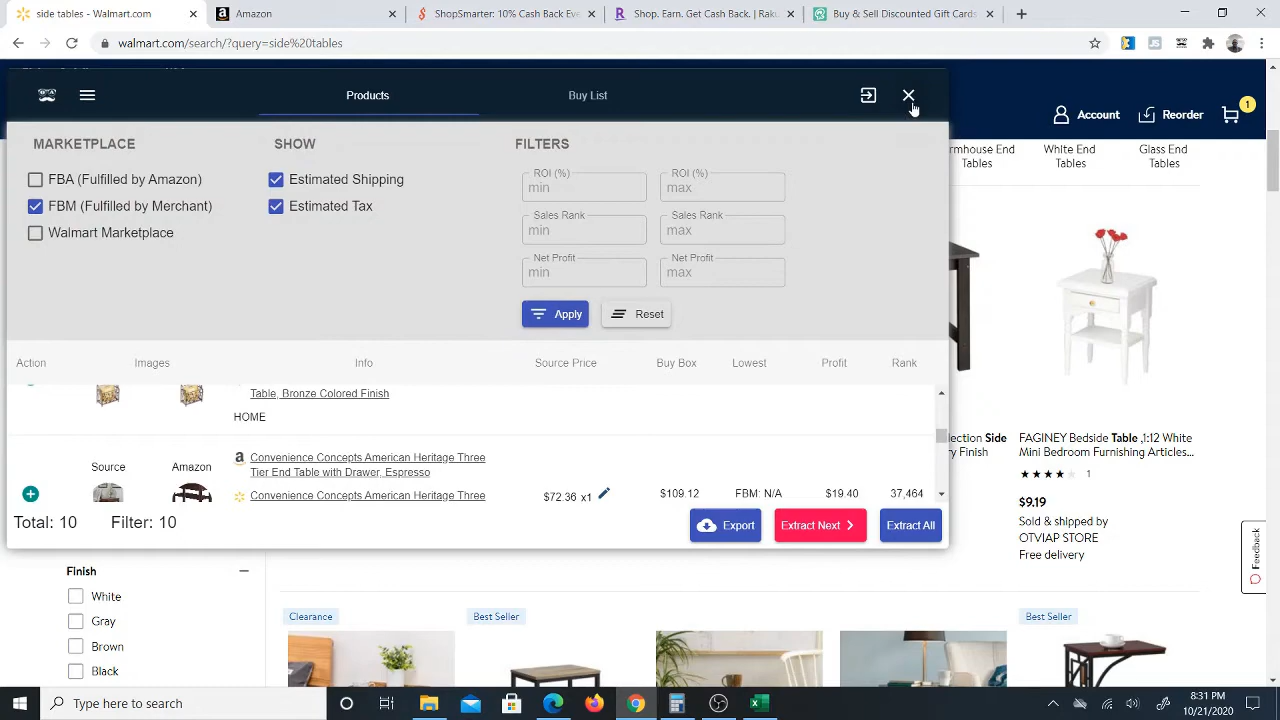 side tables - Walmart.com
Amazon
ShopSmarter: 10% Cash Back Eve
Shop. Earn. Get Cash Back. | Raku
Buy & Sell Discounted Gift Cards
walmart.com/search/?query=side%20tables
Products
Buy List
1
Account
Reorder
MARKETPLACE
SHOW
FILTERS
FBA (Fulfilled by Amazon)
FBM (Fulfilled by Merchant)
Walmart Marketplace
Estimated Shipping
Estimated Tax
ROI (%)
min
ROI (%)
max
Sales Rank
min
Sales Rank
max
Net Profit
min
Net Profit
max
Apply
Reset
Action
Images
Info
Source Price
Buy Box
Lowest
Profit
Rank
Table, Bronze Colored Finish
HOME
Source
Amazon
Convenience Concepts American Heritage Three
Tier End Table with Drawer, Espresso
Convenience Concepts American Heritage Three
$72.36 x1
$109.12
FBM: N/A
$19.40
37,464
Total: 10
Filter: 10
Export
Extract Next
Extract All
House End
Tables
White End
Tables
Glass End
Tables
Side
Finish
FAGINEY Bedside Table ,1:12 White
Mini Bedroom Furnishing Articles...
1
$9.19
Sold & shipped by
OTVIAP STORE
Free delivery
Feedback
Finish
White
Gray
Brown
Black
Clearance
Best Seller
Best Seller
Type here to search
8:31 PM
10/21/2020